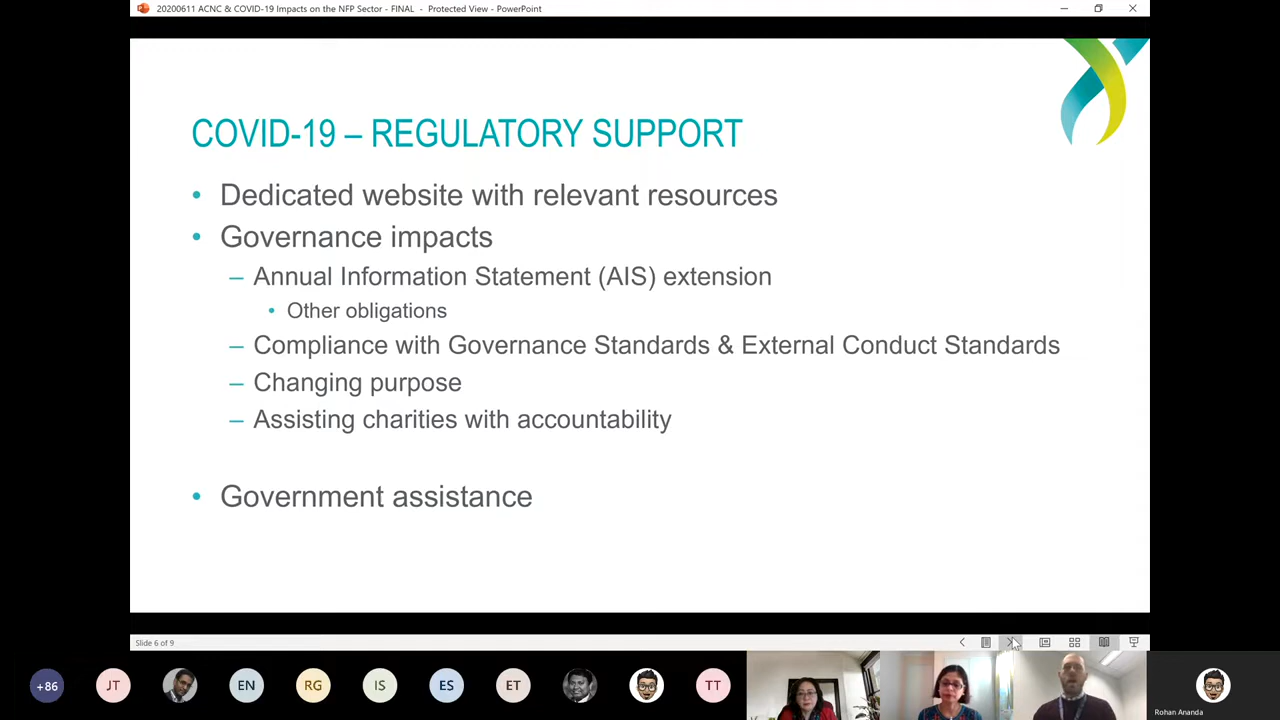 20200611 ACNC & COVID-19 Impacts on the NFP Sector - FINAL - Protected View - PowerPoint
COVID-19 – REGULATORY SUPPORT
• Dedicated website with relevant resources
• Governance impacts
– Annual Information Statement (AIS) extension
• Other obligations
– Compliance with Governance Standards & External Conduct Standards
– Changing purpose
– Assisting charities with accountability
• Government assistance
Slide 6 of 9
+86 JT EN RG IS ES ET TT
Rohan Ananda